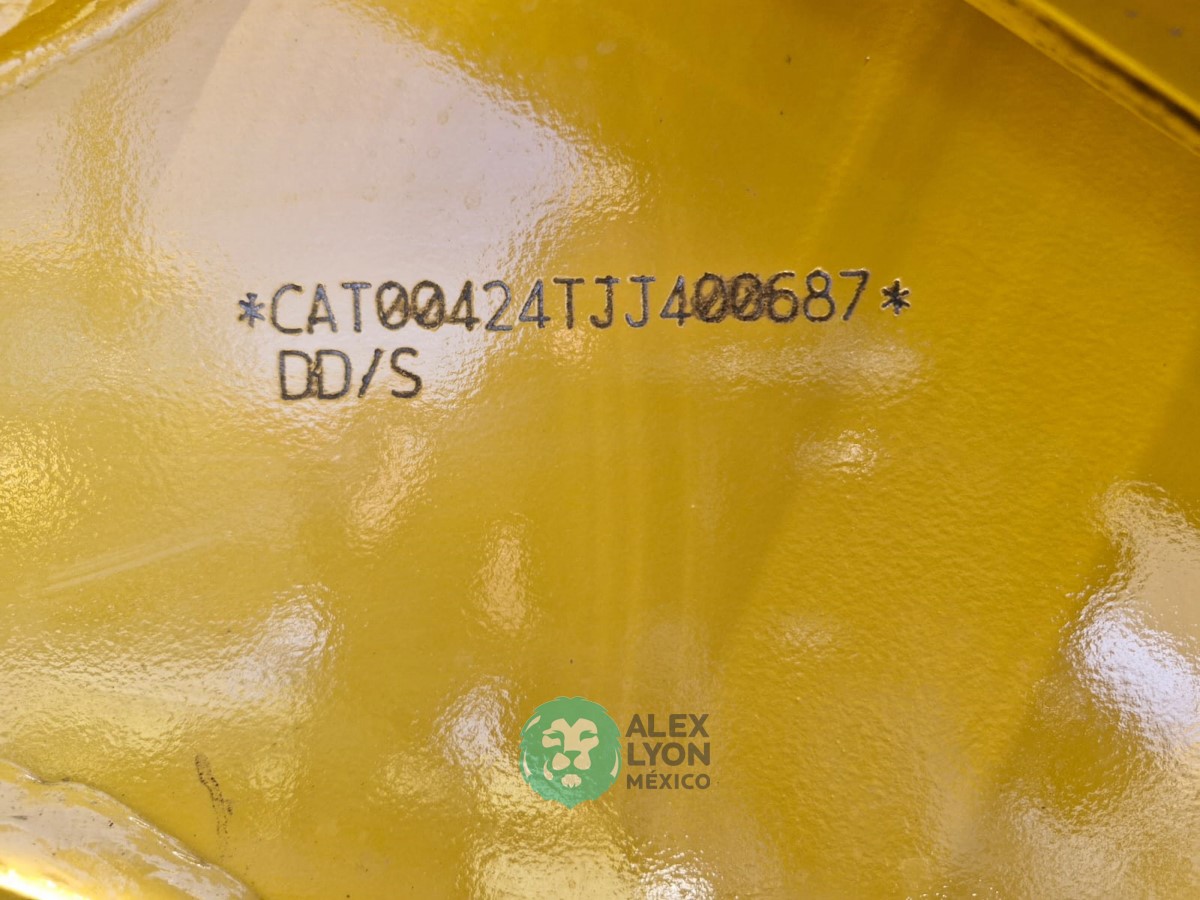 *CAT00424TJJ400687*
DD/S
ALEX
LYON
MÉXICO